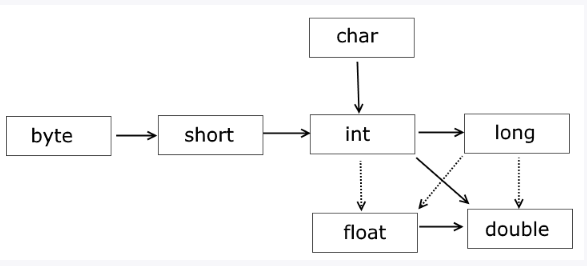 char
byte
short
int
long
float
double